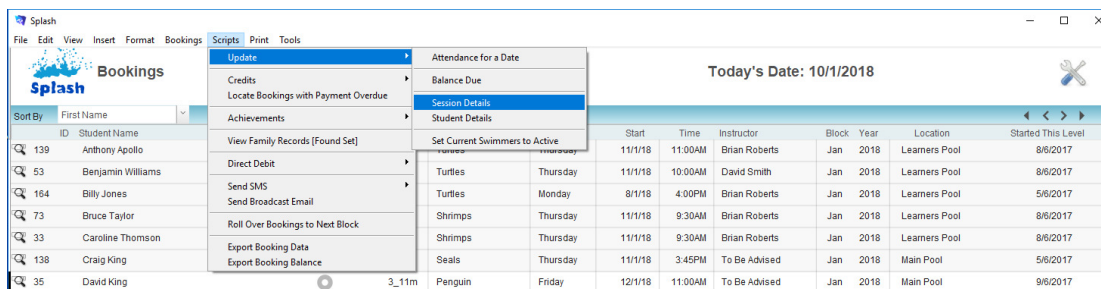 Splash
File Edit View Insert Format Bookings Scripts Print Tools
Splash
Bookings
Today's Date: 10/1/2018
Update
Credits
Locate Bookings with Payment Overdue
Achievements
View Family Records [Found Set]
Direct Debit
Send SMS
Send Broadcast Email
Roll Over Bookings to Next Block
Export Booking Data
Export Booking Balance
Attendance for a Date
Balance Due
Session Details
Student Details
Set Current Swimmers to Active
Sort By First Name
ID Student Name Start Time Instructor Block Year Location Started This Level
139 Anthony Apollo Turtles Thursday 11/1/18 11:00AM Brian Roberts Jan 2018 Learners Pool 8/6/2017
53 Benjamin Williams Turtles Thursday 11/1/18 10:00AM David Smith Jan 2018 Learners Pool 8/6/2017
164 Billy Jones Turtles Monday 8/1/18 4:00PM Brian Roberts Jan 2018 Learners Pool 5/6/2017
73 Bruce Taylor Shrimps Thursday 11/1/18 9:30AM Brian Roberts Jan 2018 Learners Pool 8/6/2017
33 Caroline Thomson Shrimps Thursday 11/1/18 9:30AM Brian Roberts Jan 2018 Learners Pool 8/6/2017
138 Craig King Seals Thursday 11/1/18 3:45PM To Be Advised Jan 2018 Main Pool 5/6/2017
35 David King 3_11m Penguin Friday 12/1/18 11:00AM To Be Advised Jan 2018 Main Pool 9/6/2017